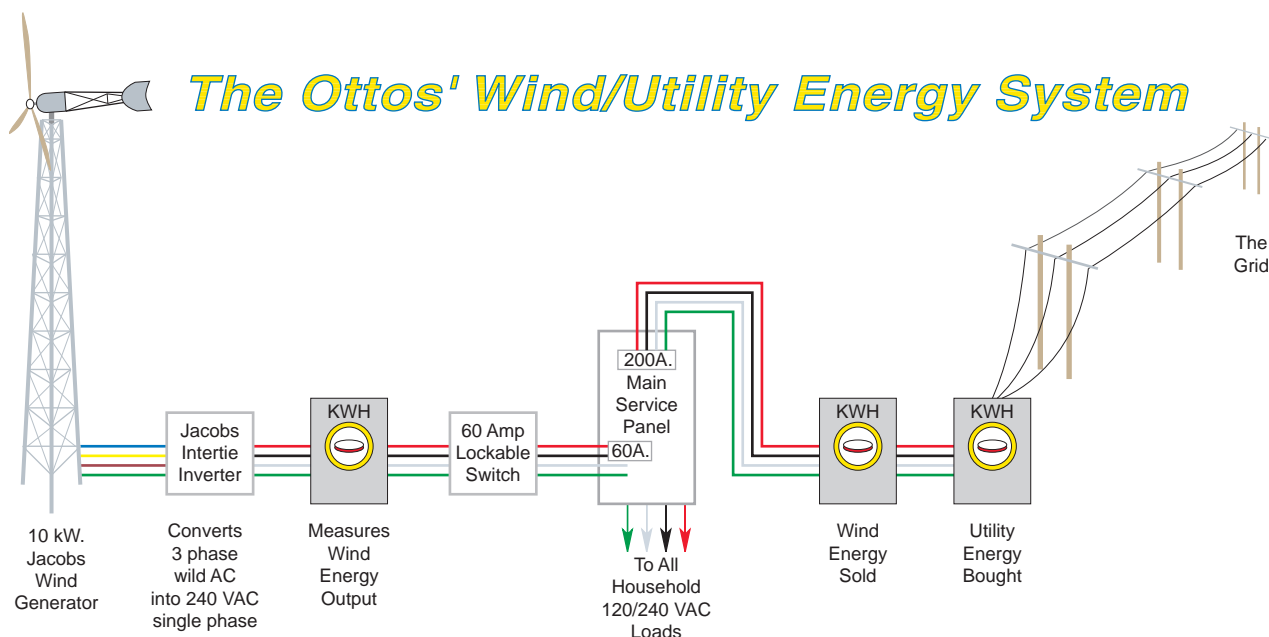 The Ottos' Wind/Utility Energy System
The
Grid
200A.
Main
Service
Panel
60A.
KWH
KWH
KWH
Jacobs
Intertie
Inverter
60 Amp
Lockable
Switch
10 kW.
Jacobs
Wind
Generator
Converts
3 phase
wild AC
into 240 VAC
single phase
Measures
Wind
Energy
Output
To All
Household
120/240 VAC
Loads
Wind
Energy
Sold
Utility
Energy
Bought